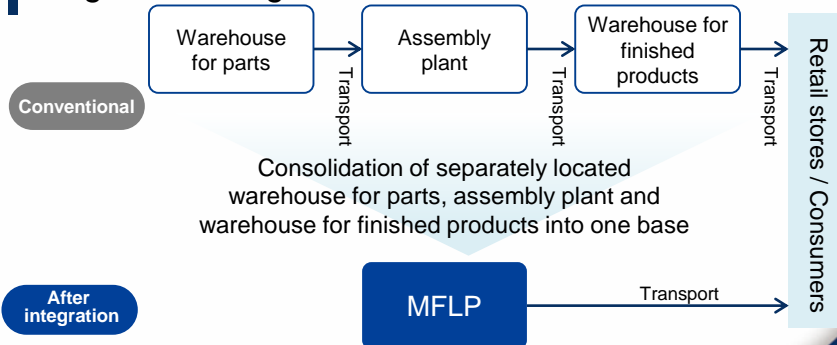 Warehouse
for parts
Assembly
plant
Warehouse for
finished
products
Transport
Transport
Transport
Conventional
Retail stores / Consumers
Consolidation of separately located
warehouse for parts, assembly plant and
warehouse for finished products into one base
After
integration
MFLP
Transport